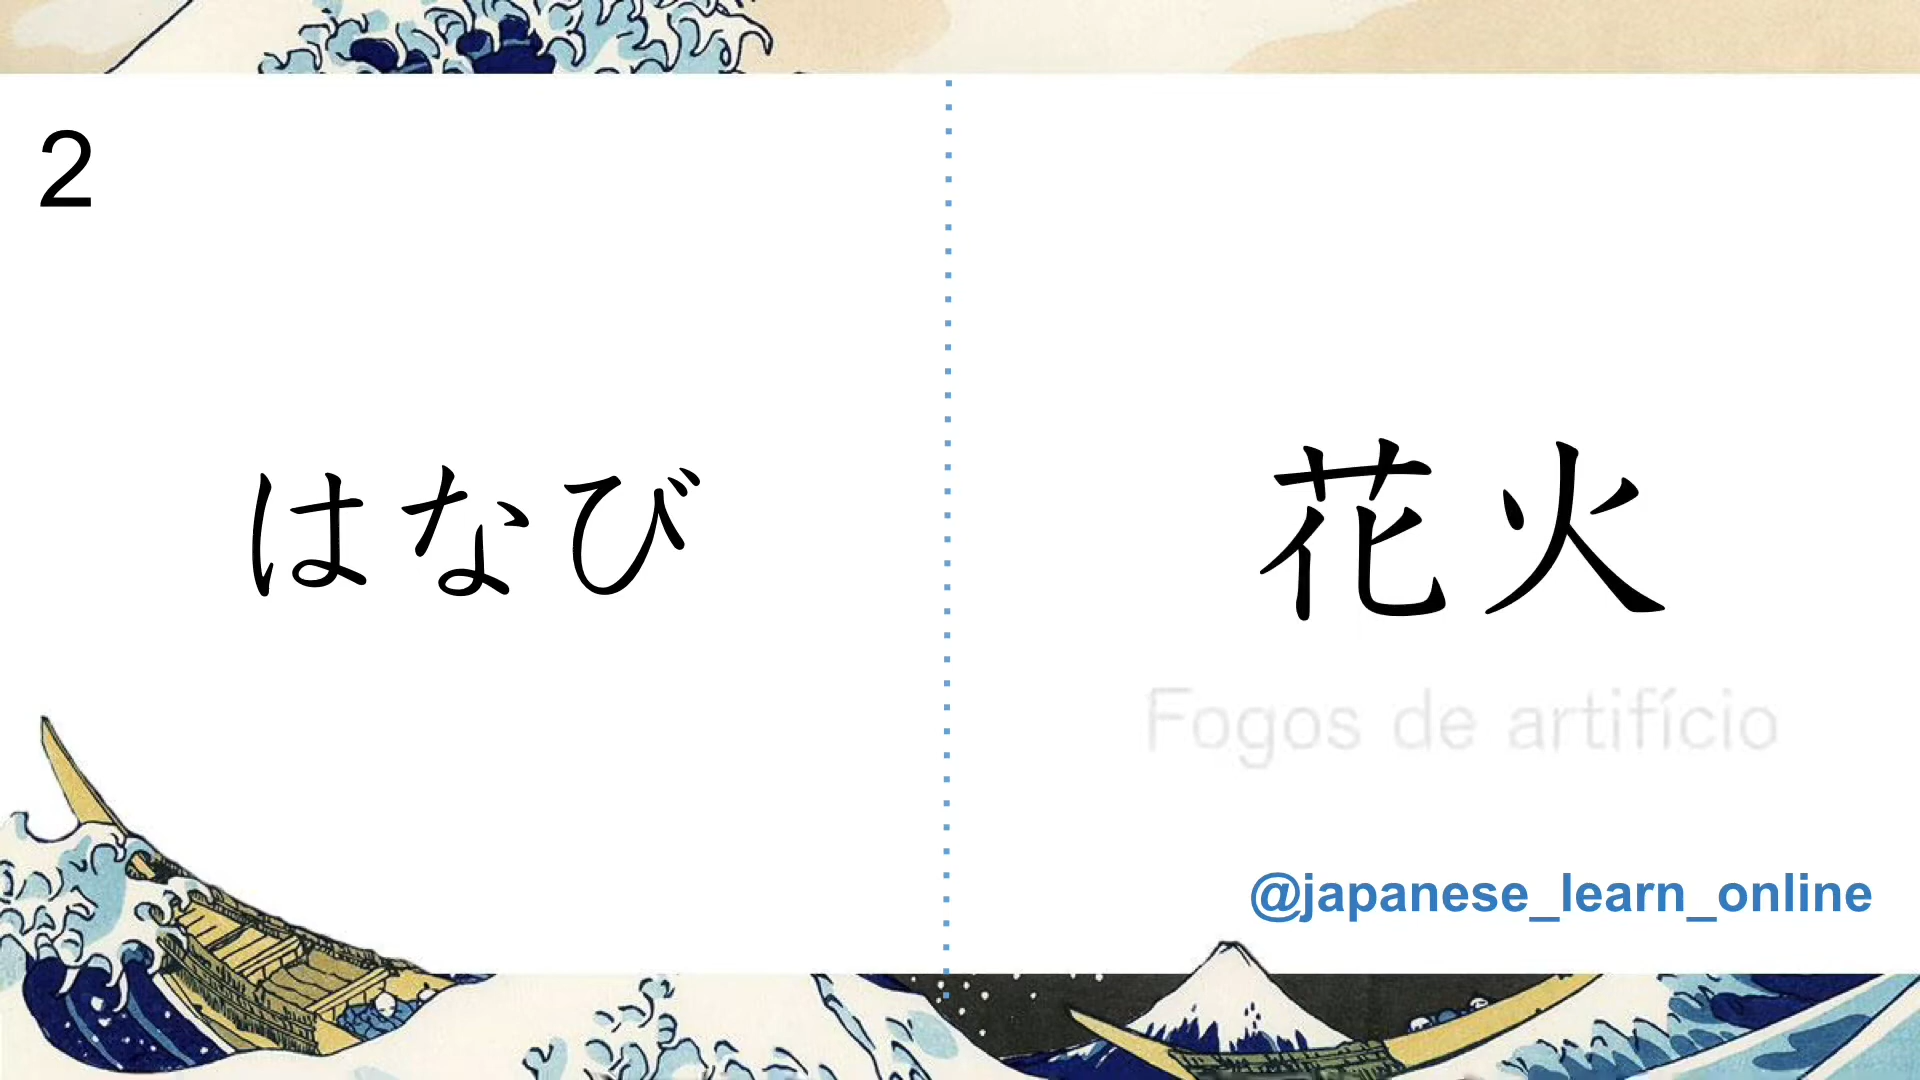 2
はなび
花火
Fogos de artifício
@japanese_learn_online